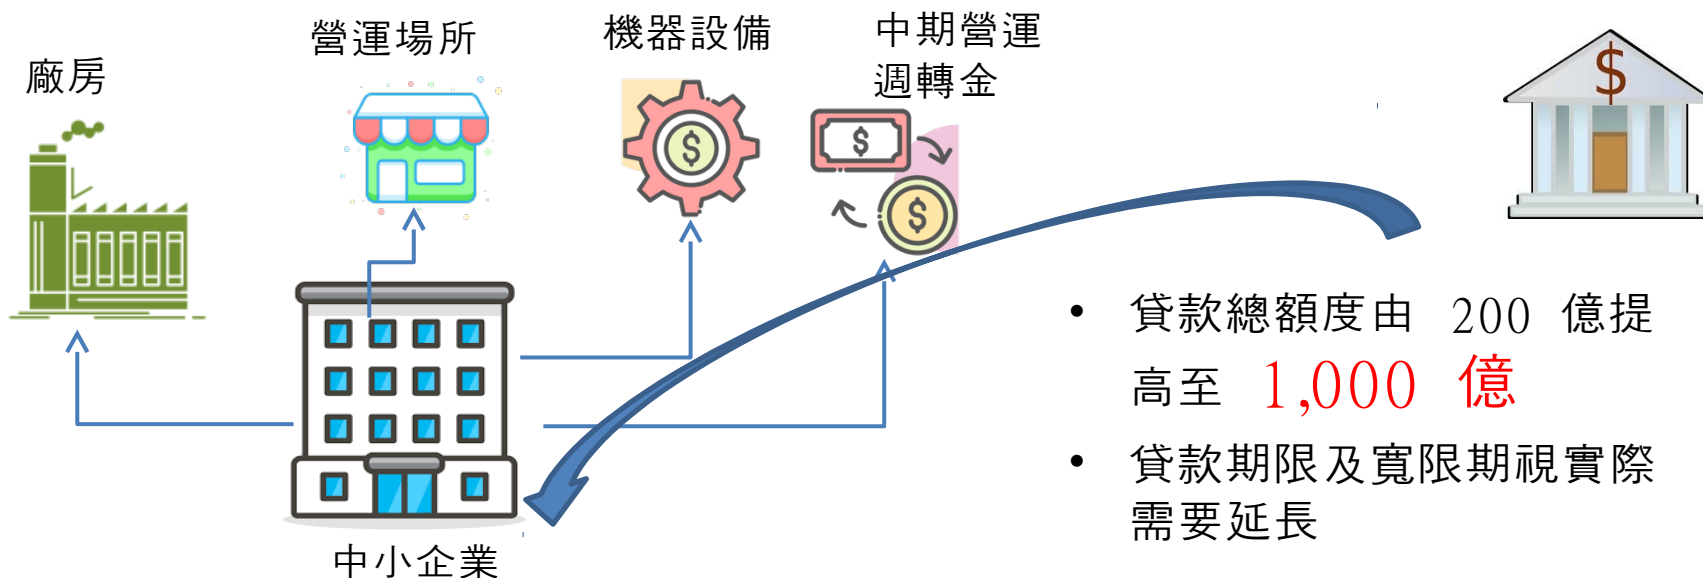 廠房
營運場所
機器設備
中期營運
週轉金
$
$
$
$
中小企業
• 貸款總額度由 200 億提
高至 1,000 億
• 貸款期限及寬限期視實際
需要延長